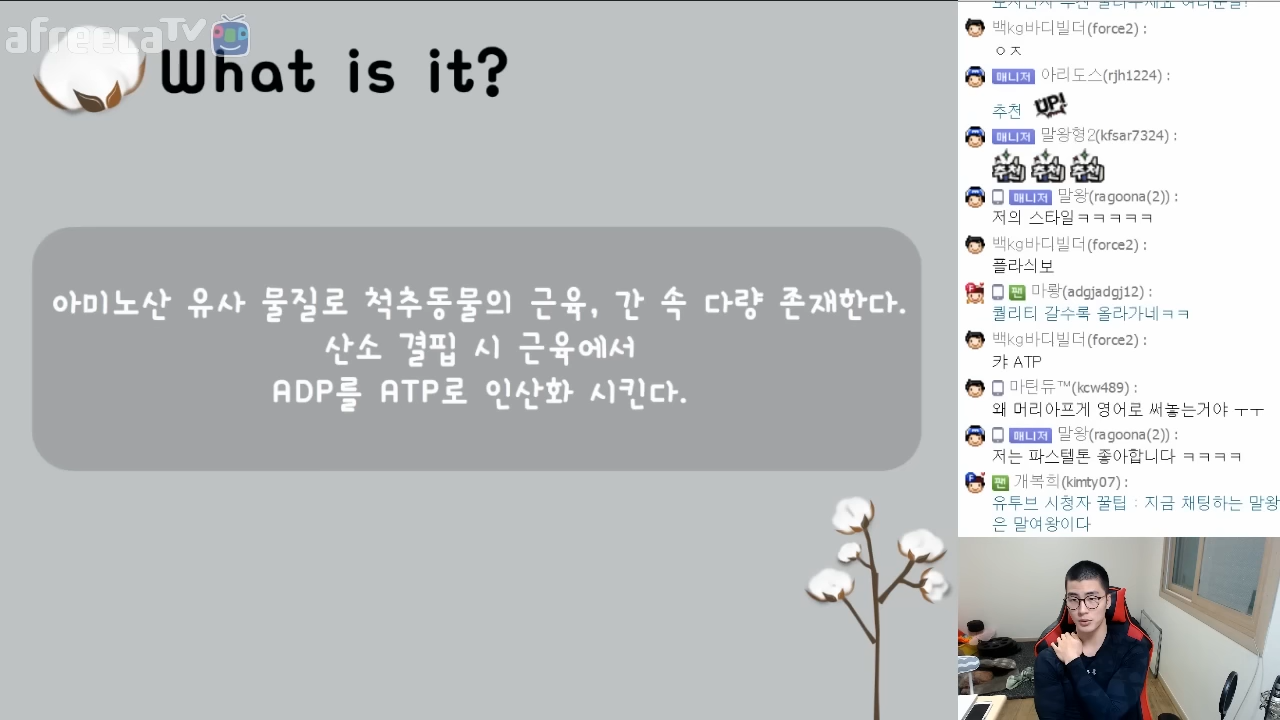 afreecaTV
What is it?
아미노산 유사 물질로 척추동물의 근육, 간 속 다량 존재한다.
산소 결핍 시 근육에서
ADP를 ATP로 인산화 시킨다.
백kg바디빌더(force2) :
ㅇㅈ
매니저 아리도스(rjh1224) :
추천 UP!
매니저 말왕형2(kfsar7324) :
추천 추천 추천
매니저 말왕(ragoona(2)) :
저의 스타일ㅋㅋㅋㅋㅋ
백kg바디빌더(force2) :
플라싀보
팬 마뢍(adgjadgj12) :
퀄리티 갈수록 올라가네ㅋㅋ
백kg바디빌더(force2) :
캬 ATP
마틴듀™(kcw489) :
왜 머리아프게 영어로 써놓는거야 ㅜㅜ
매니저 말왕(ragoona(2)) :
저는 파스텔톤 좋아합니다 ㅋㅋㅋㅋ
팬 개복희(kimty07) :
유투브 시청자 꿀팁 : 지금 채팅하는 말왕
은 말여왕이다